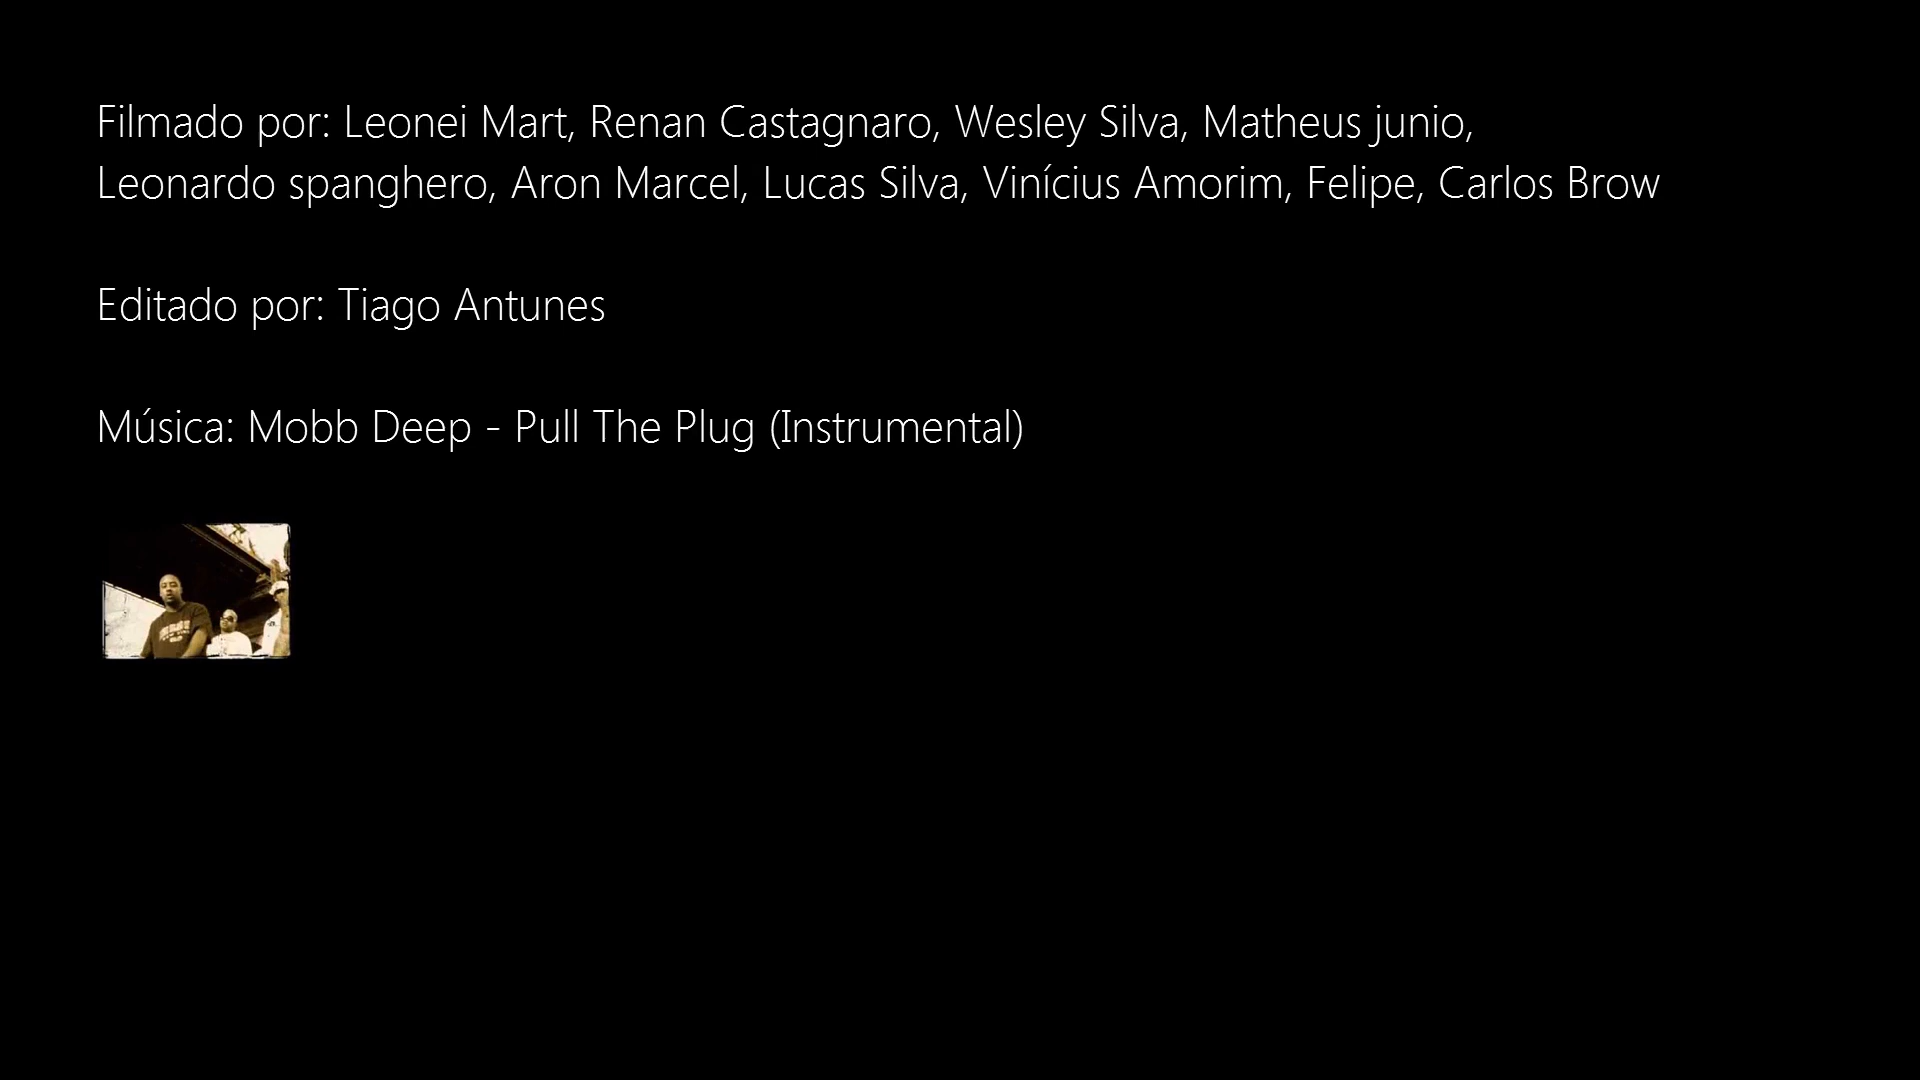 Filmado por: Leonei Mart, Renan Castagnaro, Wesley Silva, Matheus junio,
Leonardo spanghero, Aron Marcel, Lucas Silva, Vinícius Amorim, Felipe, Carlos Brow
Editado por: Tiago Antunes
Música: Mobb Deep - Pull The Plug (Instrumental)